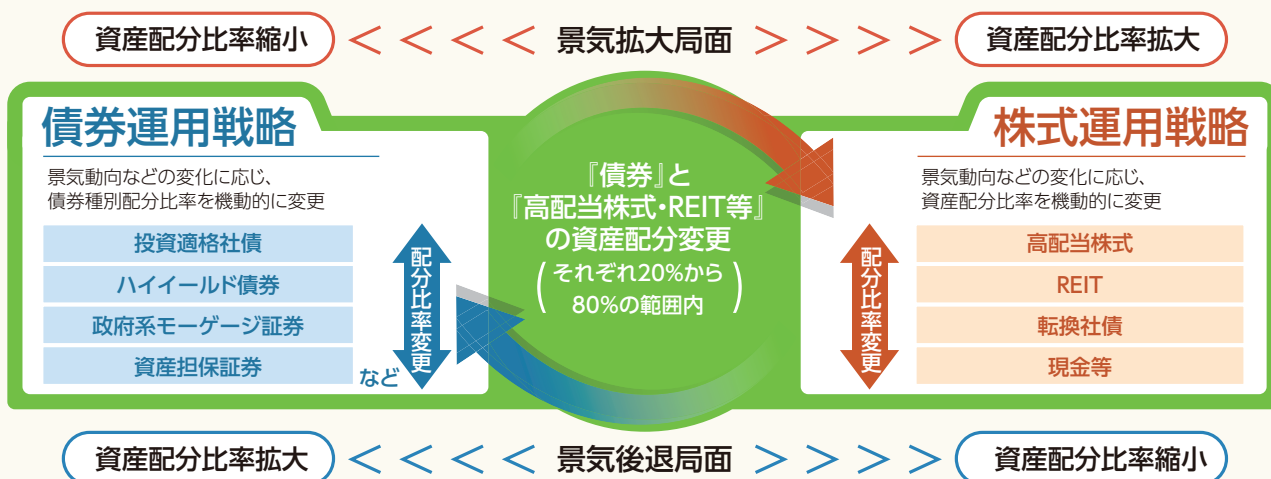 資産配分比率縮小 ＜ ＜ ＜ ＜ ＜ 景気拡大局面 ＞ ＞ ＞ ＞ ＞ 資産配分比率拡大
債券運用戦略
景気動向などの変化に応じ、
債券種別配分比率を機動的に変更
投資適格社債
ハイイールド債券
政府系モーゲージ証券
資産担保証券
など
配分比率変更
『債券』と
『高配当株式・REIT等』
の資産配分変更
(それぞれ20%から
80%の範囲内)
株式運用戦略
景気動向などの変化に応じ、
資産配分比率を機動的に変更
配分比率変更
高配当株式
REIT
転換社債
現金等
資産配分比率拡大 ＜ ＜ ＜ ＜ ＜ 景気後退局面 ＞ ＞ ＞ ＞ ＞ 資産配分比率縮小